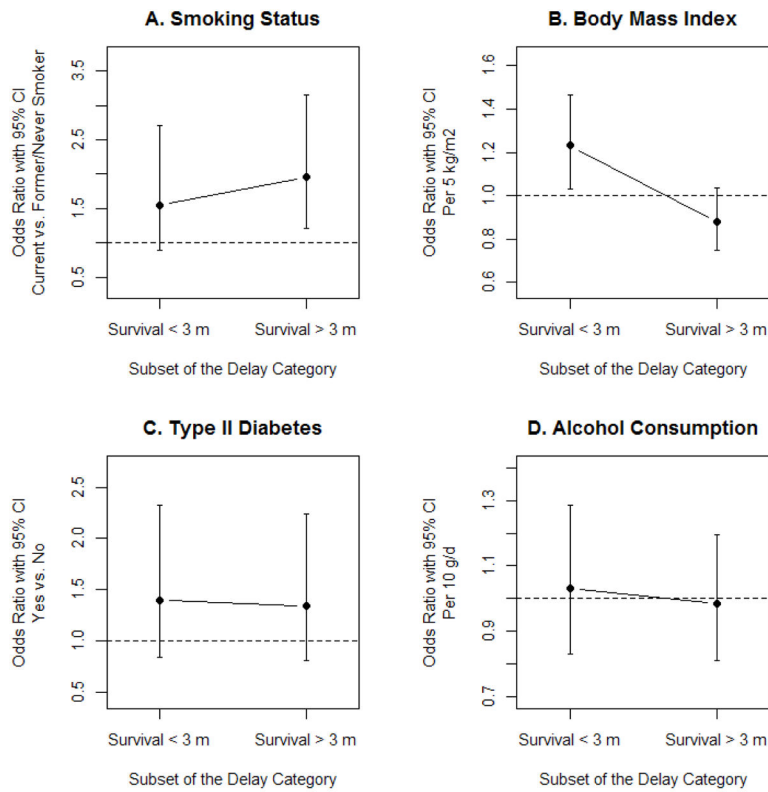 A. Smoking Status
Odds Ratio with 95% CI
Current vs. Former/Never Smoker
3.5
2.5
1.5
0.5
Survival < 3 m
Survival > 3 m
Subset of the Delay Category
B. Body Mass Index
Odds Ratio with 95% CI
Per 5 kg/m2
1.6
1.4
1.2
1.0
0.8
0.6
Survival < 3 m
Survival > 3 m
Subset of the Delay Category
C. Type II Diabetes
Odds Ratio with 95% CI
Yes vs. No
2.5
2.0
1.5
1.0
0.5
Survival < 3 m
Survival > 3 m
Subset of the Delay Category
D. Alcohol Consumption
Odds Ratio with 95% CI
Per 10 g/d
1.3
1.1
0.9
0.7
Survival < 3 m
Survival > 3 m
Subset of the Delay Category